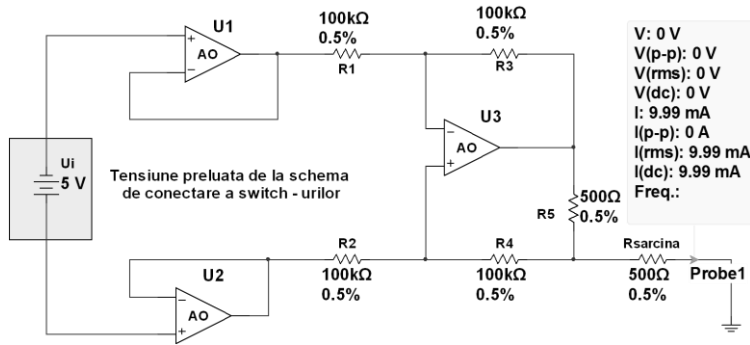 U1
AO
100kΩ
0.5%
R1
100kΩ
0.5%
R3
V: 0 V
V(p-p): 0 V
V(rms): 0 V
V(dc): 0 V
I: 9.99 mA
I(p-p): 0 A
I(rms): 9.99 mA
I(dc): 9.99 mA
Freq.:
U3
AO
Ui
5 V
Tensiune preluata de la schema
de conectare a switch - urilor
500Ω
0.5%
R5
U2
AO
R2
100kΩ
0.5%
R4
100kΩ
0.5%
Rsarcina
500Ω
0.5%
Probe1